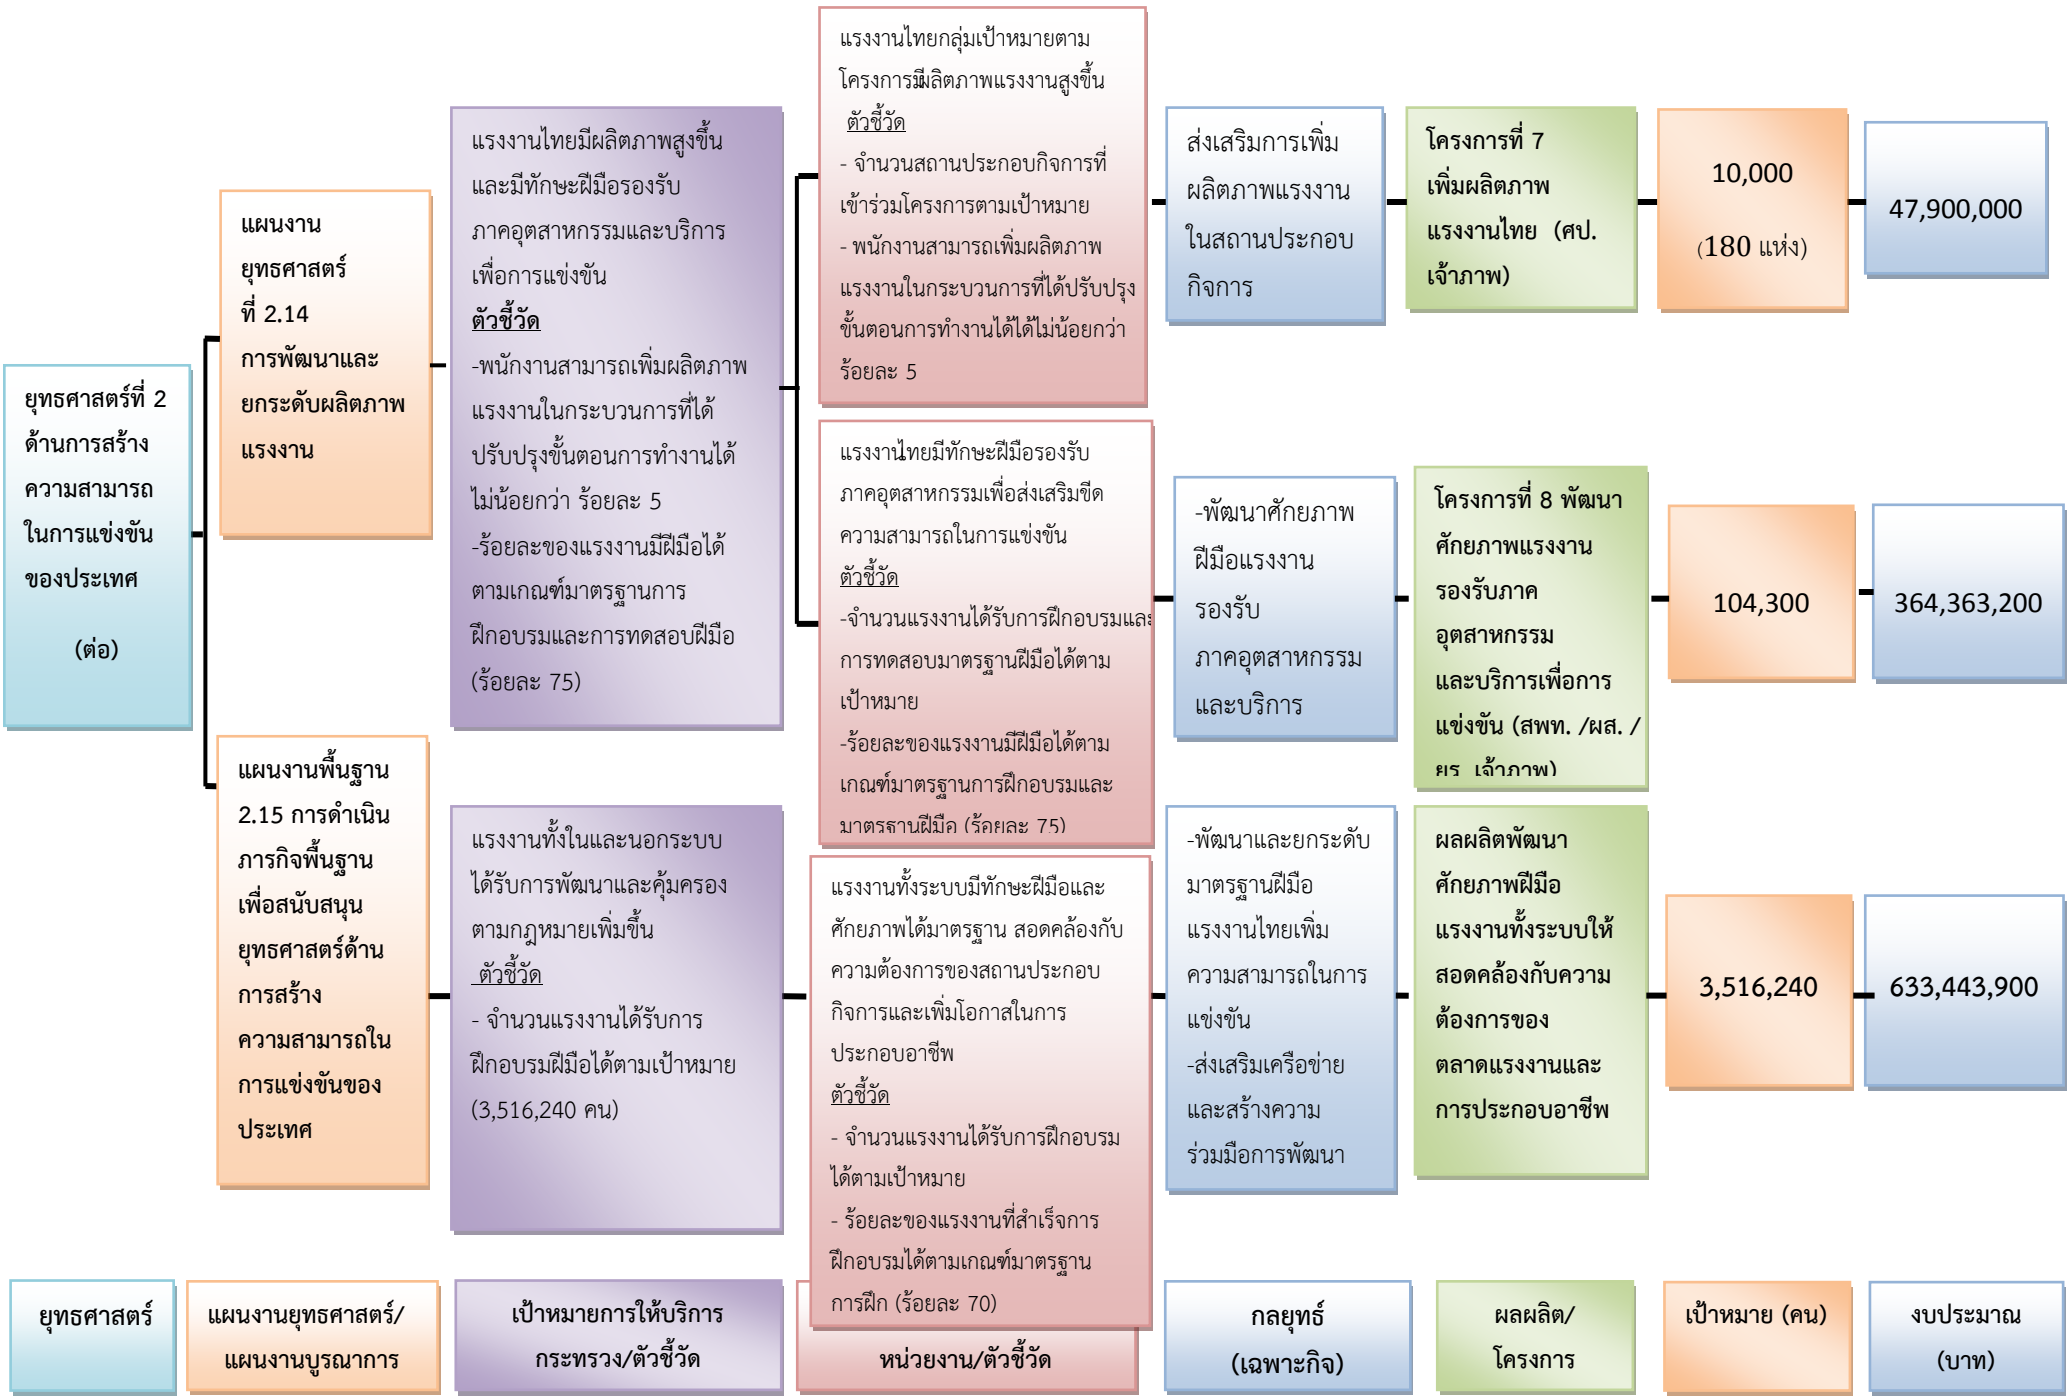 ยุทธศาสตร์ที่ 2
ด้านการสร้าง
ความสามารถ
ในการแข่งขัน
ของประเทศ
(ต่อ)
แผนงาน
ยุทธศาสตร์
ที่ 2.14
การพัฒนาและ
ยกระดับผลิตภาพ
แรงงาน
แรงงานไทยมีผลิตภาพสูงขึ้น
และมีทักษะฝีมือรองรับ
ภาคอุตสาหกรรมและบริการ
เพื่อการแข่งขัน
ตัวชี้วัด
-พนักงานสามารถเพิ่มผลิตภาพ
แรงงานในกระบวนการที่ได้
ปรับปรุงขั้นตอนการทำงานได้
ไม่น้อยกว่า ร้อยละ 5
-ร้อยละของแรงงานมีฝีมือได้
ตามเกณฑ์มาตรฐานการ
ฝึกอบรมและการทดสอบฝีมือ
(ร้อยละ 75)
แรงงานไทยกลุ่มเป้าหมายตาม
โครงการมีผลิตภาพแรงงานสูงขึ้น
ตัวชี้วัด
- จำนวนสถานประกอบกิจการที่
เข้าร่วมโครงการตามเป้าหมาย
- พนักงานสามารถเพิ่มผลิตภาพ
แรงงานในกระบวนการที่ได้ปรับปรุง
ขั้นตอนการทำงานได้ได้ไม่น้อยกว่า
ร้อยละ 5
ส่งเสริมการเพิ่ม
ผลิตภาพแรงงาน
ในสถานประกอบ
กิจการ
โครงการที่ 7
เพิ่มผลิตภาพ
แรงงานไทย (ศป.
เจ้าภาพ)
10,000
(180 แห่ง)
47,900,000
แรงงานไทยมีทักษะฝีมือรองรับ
ภาคอุตสาหกรรมเพื่อส่งเสริมขีด
ความสามารถในการแข่งขัน
ตัวชี้วัด
-จำนวนแรงงานได้รับการฝึกอบรมและ
การทดสอบมาตรฐานฝีมือได้ตาม
เป้าหมาย
-ร้อยละของแรงงานมีฝีมือได้ตาม
เกณฑ์มาตรฐานการฝึกอบรมและ
มาตรฐานฝีมือ (ร้อยละ 75)
-พัฒนาศักยภาพ
ฝีมือแรงงาน
รองรับ
ภาคอุตสาหกรรม
และบริการ
โครงการที่ 8 พัฒนา
ศักยภาพแรงงาน
รองรับภาค
อุตสาหกรรม
และบริการเพื่อการ
แข่งขัน (สพท. /ผส. /
ยร. เจ้าภาพ)
104,300
364,363,200
แผนงานพื้นฐาน
2.15 การดำเนิน
ภารกิจพื้นฐาน
เพื่อสนับสนุน
ยุทธศาสตร์ด้าน
การสร้าง
ความสามารถใน
การแข่งขันของ
ประเทศ
แรงงานทั้งในและนอกระบบ
ได้รับการพัฒนาและคุ้มครอง
ตามกฎหมายเพิ่มขึ้น
ตัวชี้วัด
- จำนวนแรงงานได้รับการ
ฝึกอบรมฝีมือได้ตามเป้าหมาย
(3,516,240 คน)
แรงงานทั้งระบบมีทักษะฝีมือและ
ศักยภาพได้มาตรฐาน สอดคล้องกับ
ความต้องการของสถานประกอบ
กิจการและเพิ่มโอกาสในการ
ประกอบอาชีพ
ตัวชี้วัด
- จำนวนแรงงานได้รับการฝึกอบรม
ได้ตามเป้าหมาย
- ร้อยละของแรงงานที่สำเร็จการ
ฝึกอบรมได้ตามเกณฑ์มาตรฐาน
การฝึก (ร้อยละ 70)
-พัฒนาและยกระดับ
มาตรฐานฝีมือ
แรงงานไทยเพิ่ม
ความสามารถในการ
แข่งขัน
-ส่งเสริมเครือข่าย
และสร้างความ
ร่วมมือการพัฒนา
ผลผลิตพัฒนา
ศักยภาพฝีมือ
แรงงานทั้งระบบให้
สอดคล้องกับความ
ต้องการของ
ตลาดแรงงานและ
การประกอบอาชีพ
3,516,240
633,443,900
ยุทธศาสตร์
แผนงานยุทธศาสตร์/
แผนงานบูรณาการ
เป้าหมายการให้บริการ
กระทรวง/ตัวชี้วัด
หน่วยงาน/ตัวชี้วัด
กลยุทธ์
(เฉพาะกิจ)
ผลผลิต/
โครงการ
เป้าหมาย (คน)
งบประมาณ
(บาท)